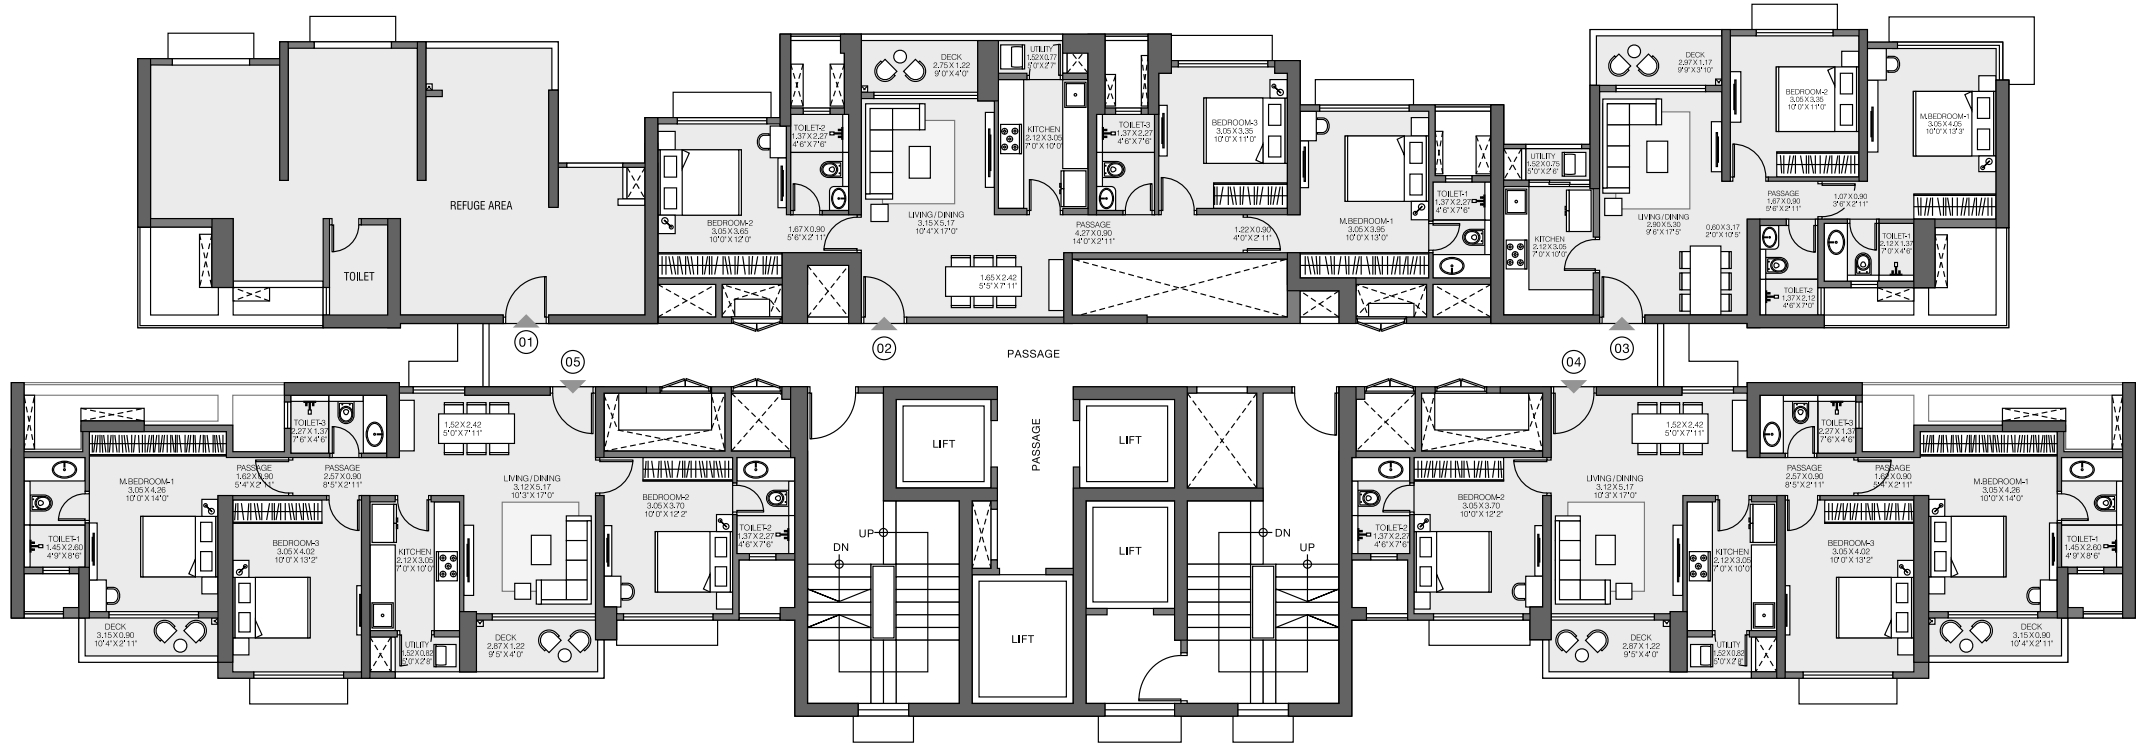 REFUGE AREA
TOILET
01
BEDROOM-2
3.05 X 3.65
10'0" X 12'0"
TOILET-2
1.37 X 2.27
4'6" X 7'6"
1.67 X 0.90
5'6" X 2'11"
DECK
2.75 X 1.22
9'0" X 4'0"
LIVING/DINING
3.15 X 5.17
10'4" X 17'0"
1.65 X 2.42
5'5" X 7'11"
UTILITY
1.52 X 0.77
5'0" X 2'7"
KITCHEN
2.12 X 3.05
7'0" X 10'0"
TOILET-3
1.37 X 2.27
4'6" X 7'6"
PASSAGE
4.27 X 0.90
14'0" X 2'11"
BEDROOM-3
3.05 X 3.35
10'0" X 11'0"
1.22 X 0.90
4'0" X 2'11"
M.BEDROOM-1
3.05 X 3.95
10'0" X 13'0"
TOILET-1
1.37 X 2.27
4'6" X 7'6"
02
UTILITY
1.52 X 0.75
5'0" X 2'6"
KITCHEN
2.12 X 3.05
7'0" X 10'0"
DECK
2.97 X 1.17
9'9" X 3'10"
LIVING/DINING
2.90 X 5.30
9'6" X 17'5"
0.60 X 3.17
2'0" X 10'5"
BEDROOM-2
3.05 X 3.35
10'0" X 11'0"
M.BEDROOM-1
3.05 X 4.05
10'0" X 13'3"
PASSAGE
1.67 X 0.90
5'6" X 2'11"
1.07 X 0.90
3'6" X 2'11"
TOILET-1
2.12 X 1.37
7'0" X 4'6"
TOILET-2
1.37 X 2.12
4'6" X 7'0"
03
PASSAGE
05
04
1.52 X 2.42
5'0" X 7'11"
TOILET-3
2.27 X 1.37
7'6" X 4'6"
PASSAGE
1.62 X 0.90
5'4" X 2'11"
PASSAGE
2.57 X 0.90
8'5" X 2'11"
M.BEDROOM-1
3.05 X 4.26
10'0" X 14'0"
TOILET-1
1.45 X 2.60
4'9" X 8'6"
BEDROOM-3
3.05 X 4.02
10'0" X 13'2"
KITCHEN
2.12 X 3.05
7'0" X 10'0"
LIVING/DINING
3.12 X 5.17
10'3" X 17'0"
BEDROOM-2
3.05 X 3.70
10'0" X 12'2"
TOILET-2
1.37 X 2.27
4'6" X 7'6"
DECK
3.15 X 0.90
10'4" X 2'11"
UTILITY
1.52 X 0.82
5'0" X 2'8"
DECK
2.87 X 1.22
9'5" X 4'0"
UP
DN
LIFT
PASSAGE
LIFT
LIFT
LIFT
DN
UP
1.52 X 2.42
5'0" X 7'11"
TOILET-3
2.27 X 1.37
7'6" X 4'6"
BEDROOM-2
3.05 X 3.70
10'0" X 12'2"
TOILET-2
1.37 X 2.27
4'6" X 7'6"
LIVING/DINING
3.12 X 5.17
10'3" X 17'0"
PASSAGE
2.57 X 0.90
8'5" X 2'11"
PASSAGE
1.62 X 0.90
5'4" X 2'11"
M.BEDROOM-1
3.05 X 4.26
10'0" X 14'0"
KITCHEN
2.12 X 3.05
7'0" X 10'0"
BEDROOM-3
3.05 X 4.02
10'0" X 13'2"
TOILET-1
1.45 X 2.60
4'9" X 8'6"
DECK
2.87 X 1.22
9'5" X 4'0"
UTILITY
1.52 X 0.82
5'0" X 2'8"
DECK
3.15 X 0.90
10'4" X 2'11"